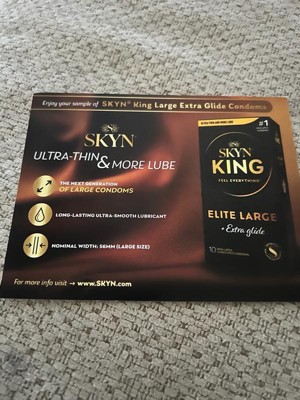 Enjoy your sample of SKYN® King Large Extra Glide Condoms
SKYN
ULTRA-THIN
& MORE LUBE
THE NEXT GENERATION
OF LARGE CONDOMS
LONG-LASTING ULTRA-SMOOTH LUBRICANT
NOMINAL WIDTH: 56MM (LARGE SIZE)
For more info visit → www.SKYN.com
#1
SKYN
KING
FEEL EVERYTHING
ELITE LARGE
+ Extra glide
10